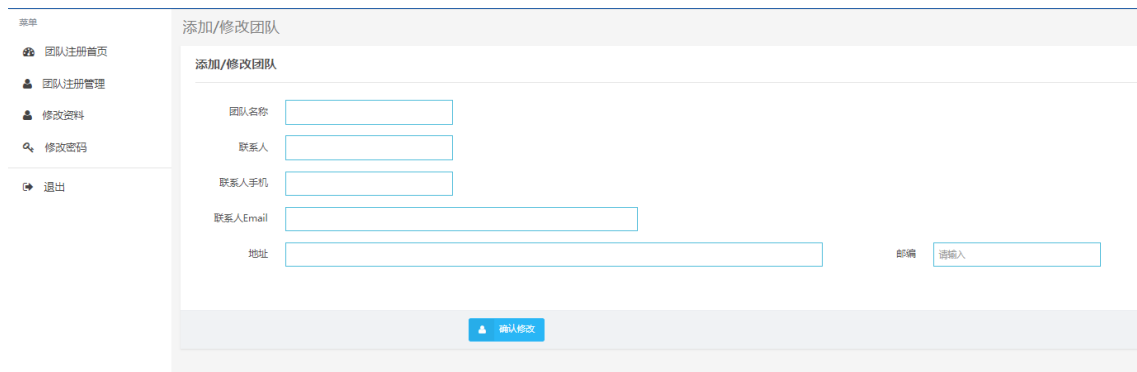 菜单
团队注册首页
团队注册管理
修改资料
修改密码
退出
添加/修改团队
添加/修改团队
团队名称
联系人
联系人手机
联系人Email
地址
邮编 请输入
确认修改